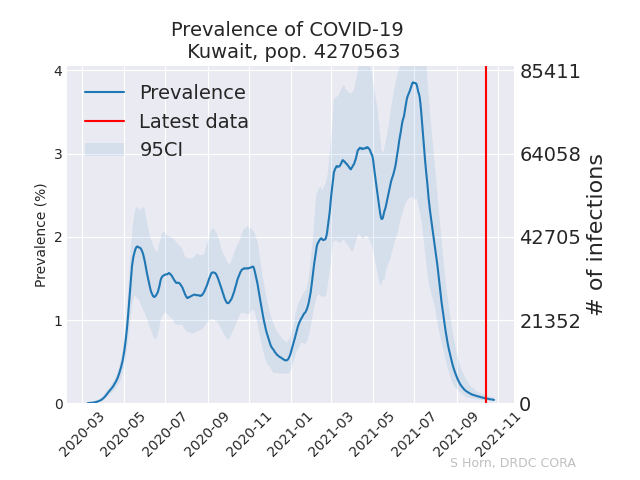 Prevalence of COVID-19
Kuwait, pop. 4270563
Prevalence
Latest data
95CI
Prevalence (%)
4
3
2
1
0
85411
64058
42705
21352
0
# of infections
2020-03
2020-05
2020-07
2020-09
2020-11
2021-01
2021-03
2021-05
2021-07
2021-09
2021-11
S Horn, DRDC CORA